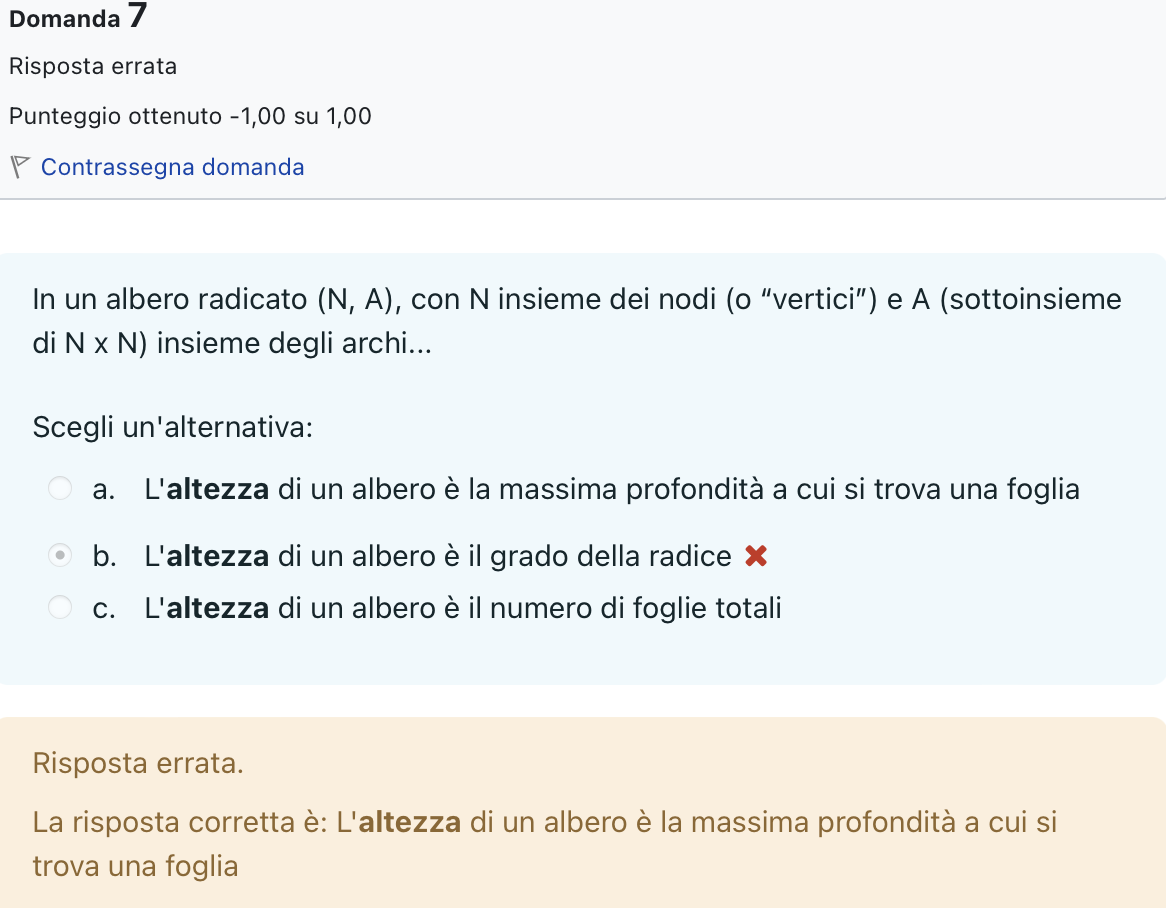 Domanda 7
Risposta errata
Punteggio ottenuto -1,00 su 1,00
Contrassegna domanda
In un albero radicato (N, A), con N insieme dei nodi (o “vertici”) e A (sottoinsieme
di N x N) insieme degli archi...
Scegli un'alternativa:
a. L'altezza di un albero è la massima profondità a cui si trova una foglia
b. L'altezza di un albero è il grado della radice
c. L'altezza di un albero è il numero di foglie totali
Risposta errata.
La risposta corretta è: L'altezza di un albero è la massima profondità a cui si
trova una foglia